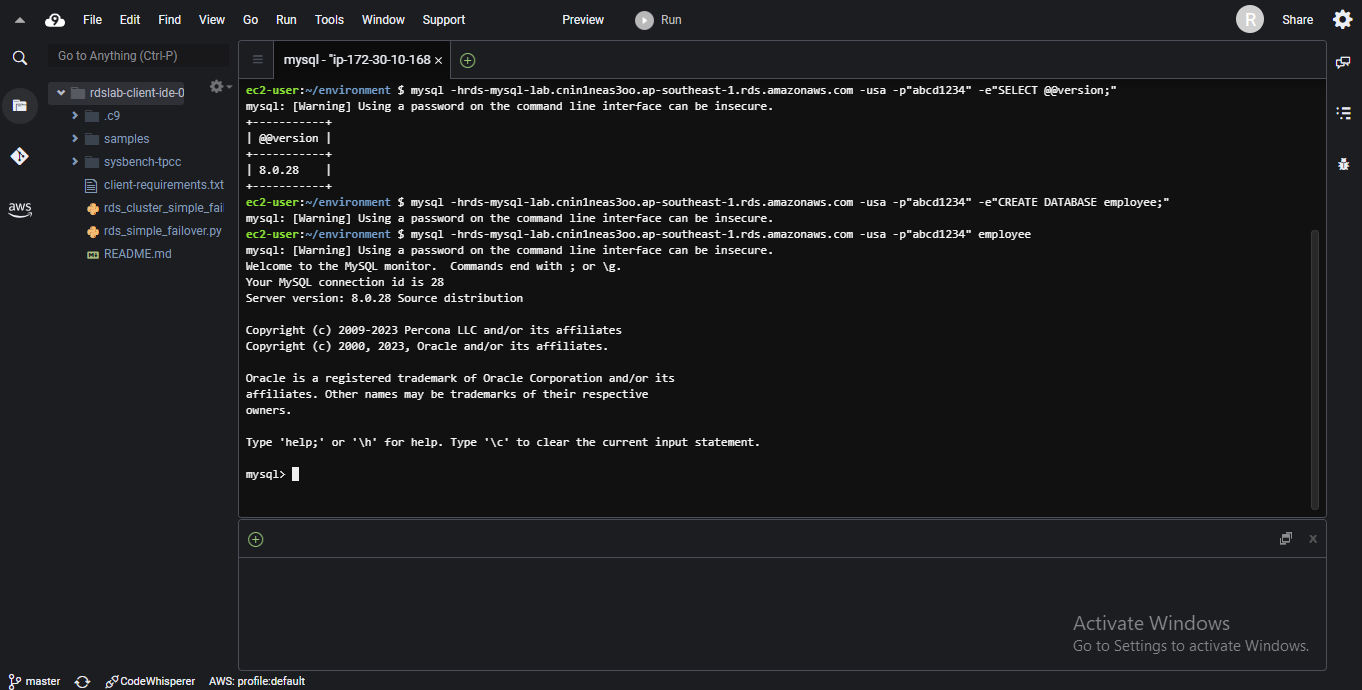 File Edit Find View Go Run Tools Window Support Preview Run R Share
Go to Anything (Ctrl-P)
mysql - "ip-172-30-10-168 ×
rdslab-client-ide-0
.c9
samples
sysbench-tpcc
client-requirements.txt
rds_cluster_simple_fai
rds_simple_failover.py
README.md
aws
ec2-user:~/environment $ mysql -hrds-mysql-lab.cnin1neas3oo.ap-southeast-1.rds.amazonaws.com -usa -p"abcd1234" -e"SELECT @@version;"
mysql: [Warning] Using a password on the command line interface can be insecure.
+-----------+
| @@version |
+-----------+
| 8.0.28    |
+-----------+
ec2-user:~/environment $ mysql -hrds-mysql-lab.cnin1neas3oo.ap-southeast-1.rds.amazonaws.com -usa -p"abcd1234" -e"CREATE DATABASE employee;"
mysql: [Warning] Using a password on the command line interface can be insecure.
ec2-user:~/environment $ mysql -hrds-mysql-lab.cnin1neas3oo.ap-southeast-1.rds.amazonaws.com -usa -p"abcd1234" employee
mysql: [Warning] Using a password on the command line interface can be insecure.
Welcome to the MySQL monitor.  Commands end with ; or \g.
Your MySQL connection id is 28
Server version: 8.0.28 Source distribution
Copyright (c) 2009-2023 Percona LLC and/or its affiliates
Copyright (c) 2000, 2023, Oracle and/or its affiliates.
Oracle is a registered trademark of Oracle Corporation and/or its
affiliates. Other names may be trademarks of their respective
owners.
Type 'help;' or '\h' for help. Type '\c' to clear the current input statement.
mysql>
Activate Windows
Go to Settings to activate Windows.
master CodeWhisperer AWS: profile:default